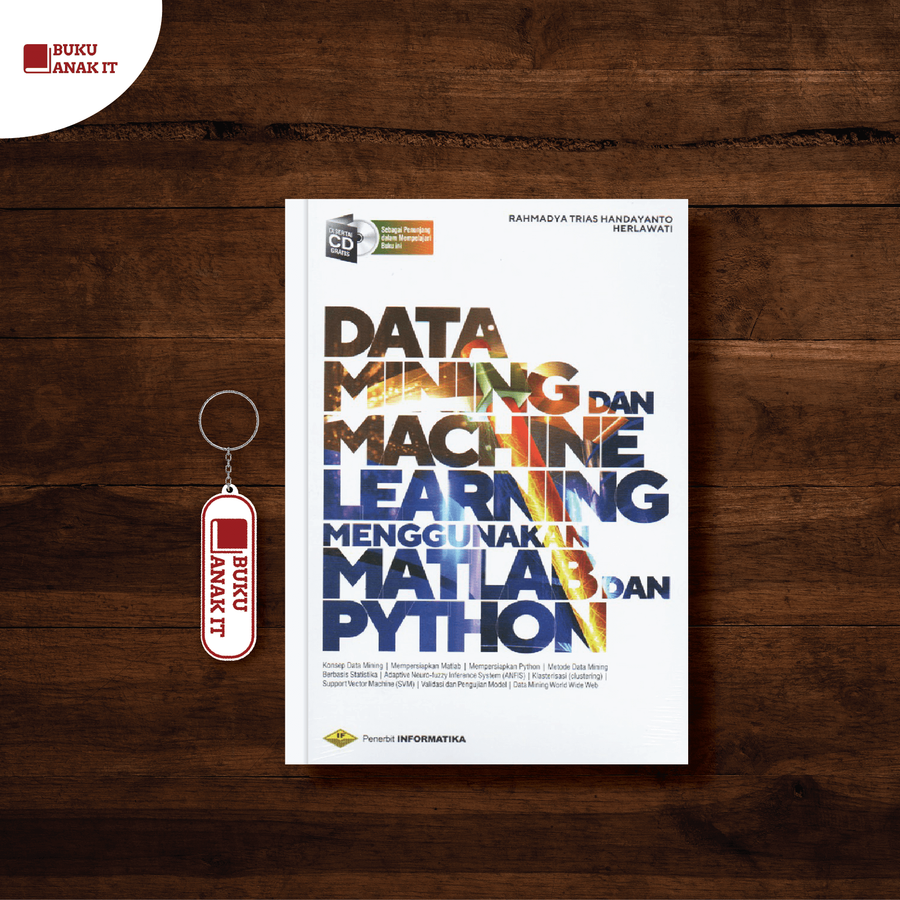 BUKU
ANAK IT
RAHMADYA TRIAS HANDAYANTO
HERLAWATI
DISERTAI
CD
GRATIS
Sebagai Penunjang
dalam Mempelajari
Buku ini
DATA
MINING DAN
MACHINE
LEARNING
MENGGUNAKAN
MATLAB DAN
PYTHON
Konsep Data Mining | Mempersiapkan Matlab | Mempersiapkan Python | Metode Data Mining
Berbasis Statistika | Adaptive Neuro-fuzzy Inference System (ANFIS) | Klasterisasi (clustering) |
Support Vector Machine (SVM) | Validasi dan Pengujian Model | Data Mining World Wide Web
IF
Penerbit INFORMATIKA
BUKU
ANAK IT